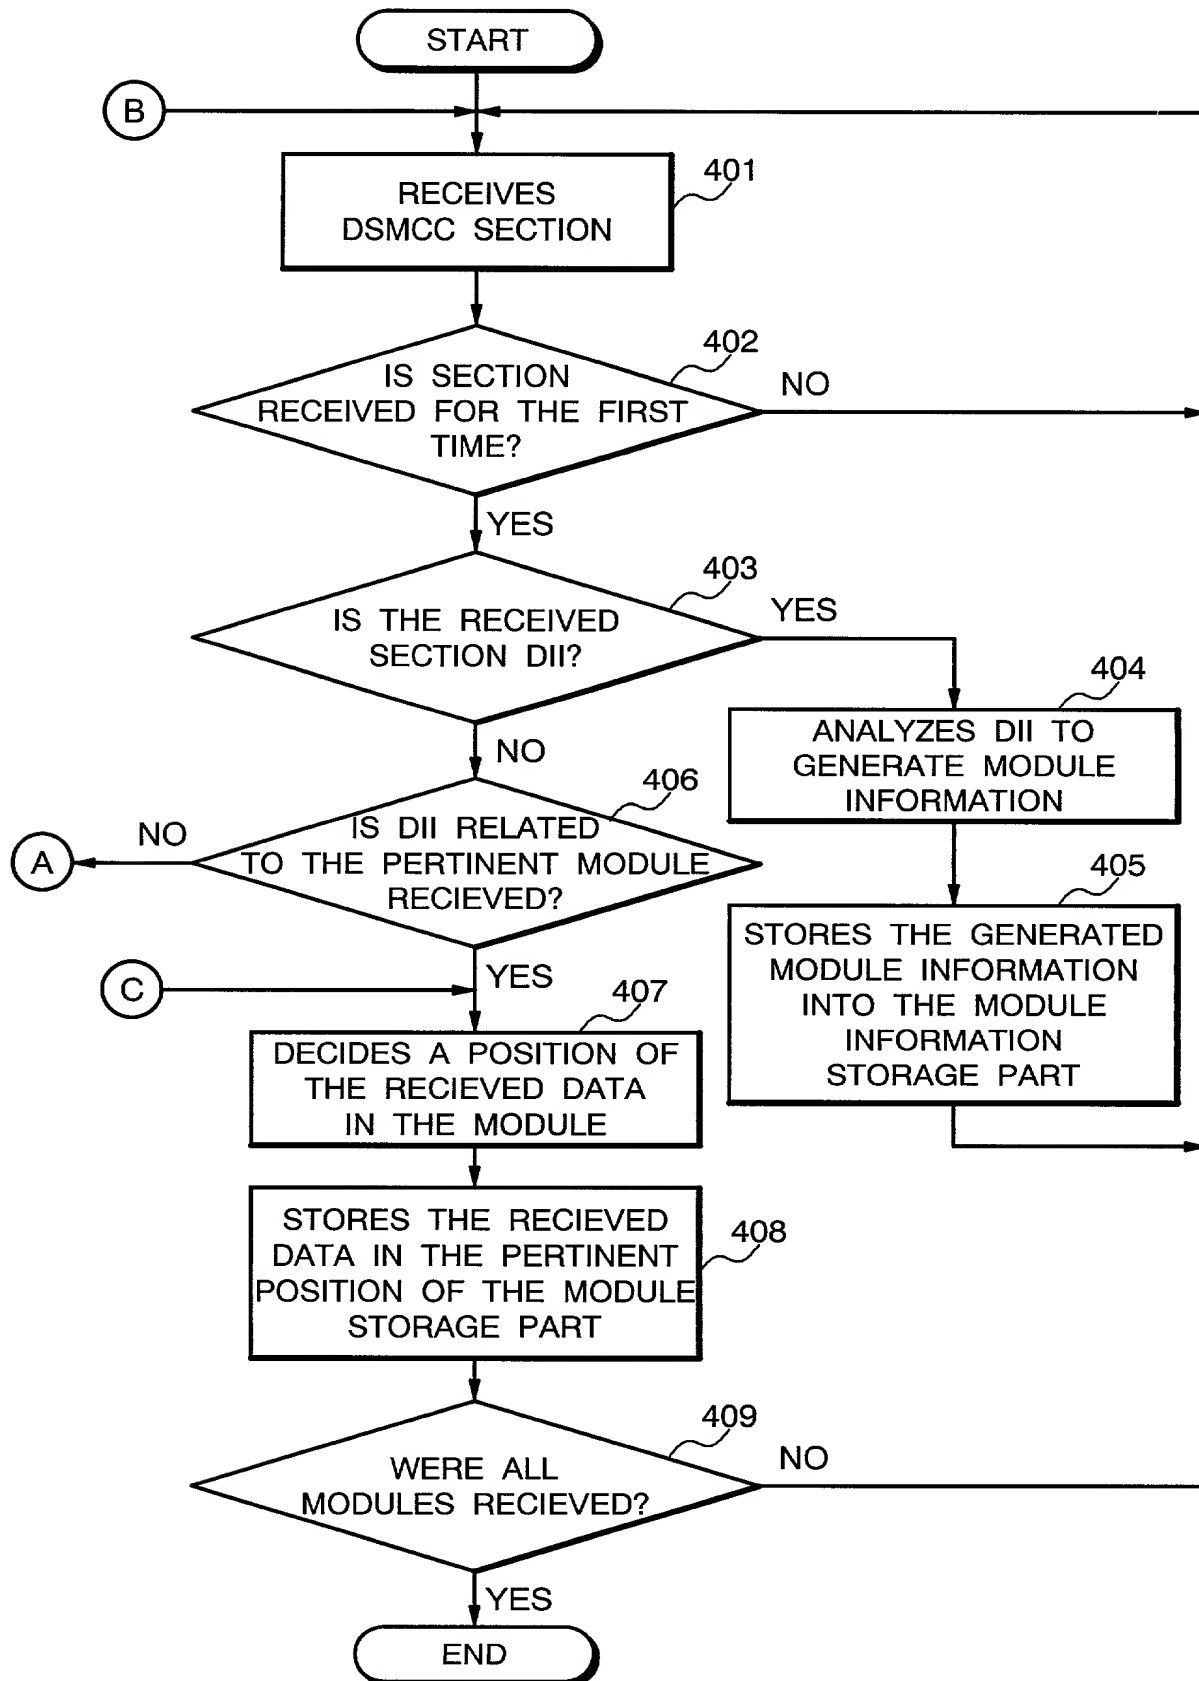 START
B
401
RECEIVES
DSMCC SECTION
402
IS SECTION
RECEIVED FOR THE FIRST
TIME?
NO
YES
403
IS THE RECEIVED
SECTION DII?
YES
404
ANALYZES DII TO
GENERATE MODULE
INFORMATION
NO
406
IS DII RELATED
TO THE PERTINENT MODULE
RECIEVED?
NO
A
405
STORES THE GENERATED
MODULE INFORMATION
INTO THE MODULE
INFORMATION
STORAGE PART
YES
C
407
DECIDES A POSITION OF
THE RECIEVED DATA
IN THE MODULE
408
STORES THE RECIEVED
DATA IN THE PERTINENT
POSITION OF THE MODULE
STORAGE PART
409
WERE ALL
MODULES RECIEVED?
NO
YES
END